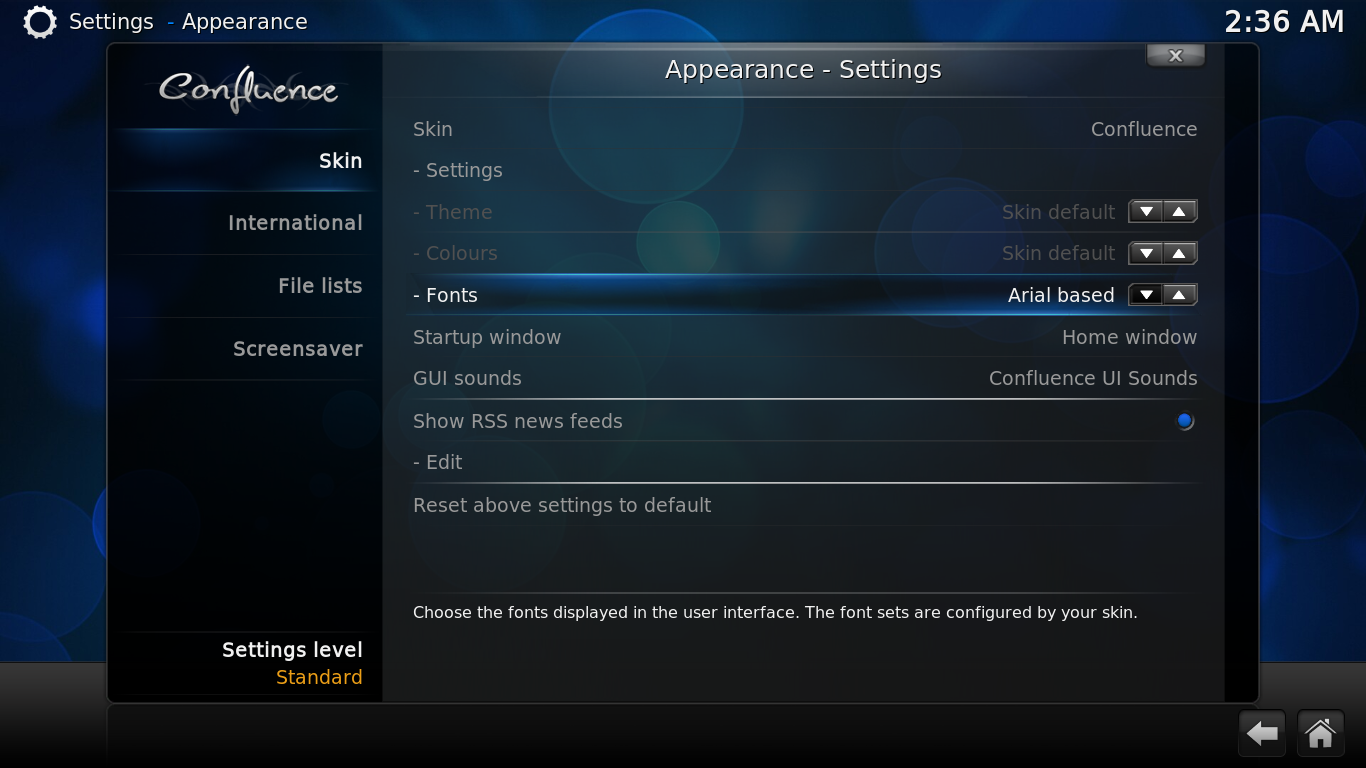 Settings - Appearance
2:36 AM
Confluence
Appearance - Settings
x
Skin
International
File lists
Screensaver
Skin Confluence
- Settings
- Theme Skin default
- Colours Skin default
- Fonts Arial based
Startup window Home window
GUI sounds Confluence UI Sounds
Show RSS news feeds
- Edit
Reset above settings to default
Choose the fonts displayed in the user interface. The font sets are configured by your skin.
Settings level
Standard